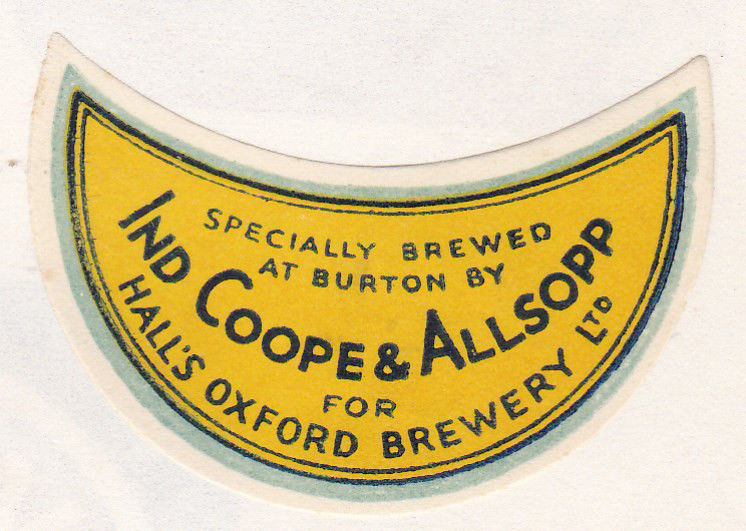 SPECIALLY BREWED
AT BURTON BY
IND COOPE & ALLSOPP
FOR
HALL'S OXFORD BREWERY LTD